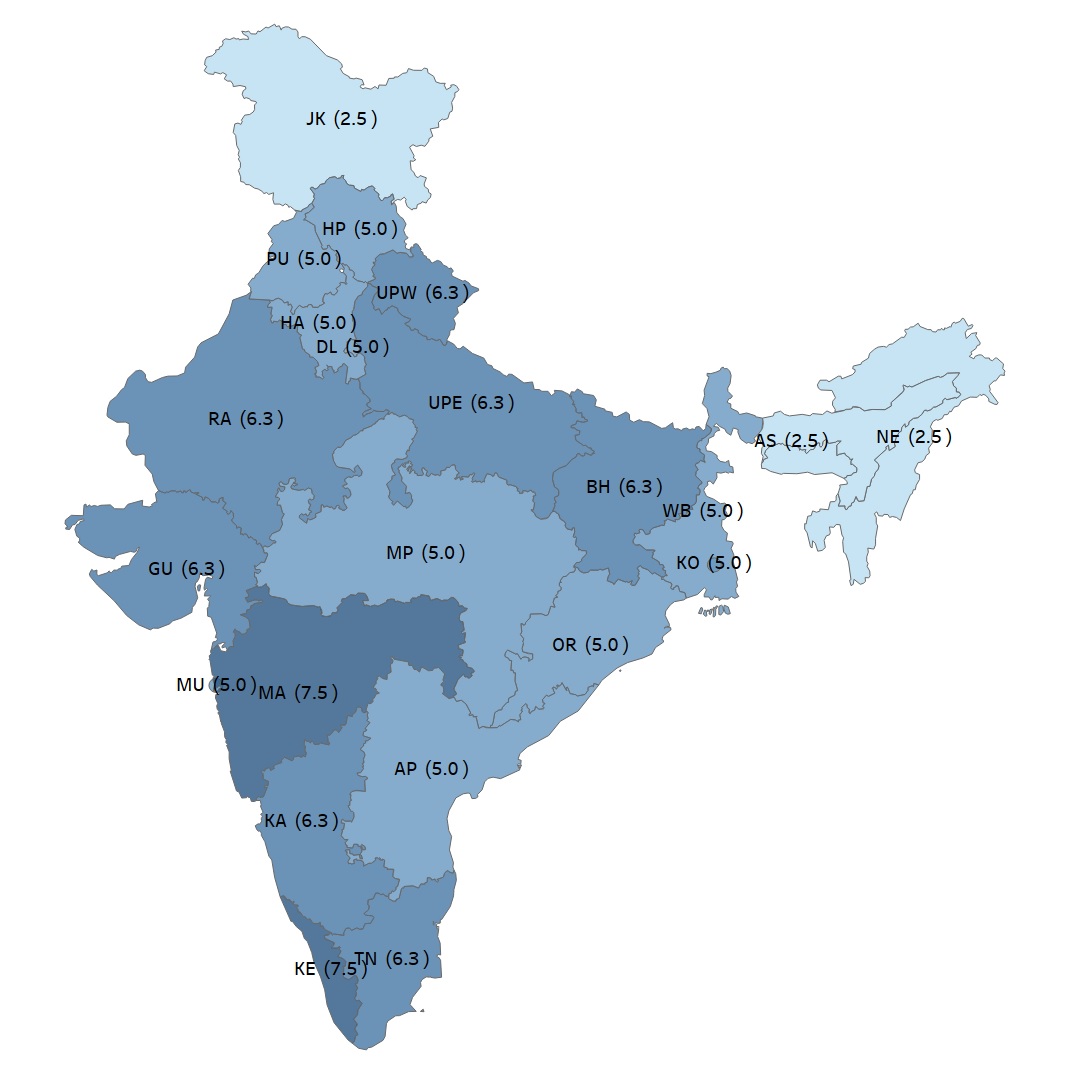 JK (2.5)
HP (5.0)
PU (5.0)
UPW (6.3)
HA (5.0)
DL (5.0)
UPE (6.3)
RA (6.3)
AS (2.5)
NE (2.5)
BH (6.3)
WB (5.0)
MP (5.0)
KO (5.0)
GU (6.3)
OR (5.0)
MU (5.0)
MA (7.5)
AP (5.0)
KA (6.3)
TN (6.3)
KE (7.5)